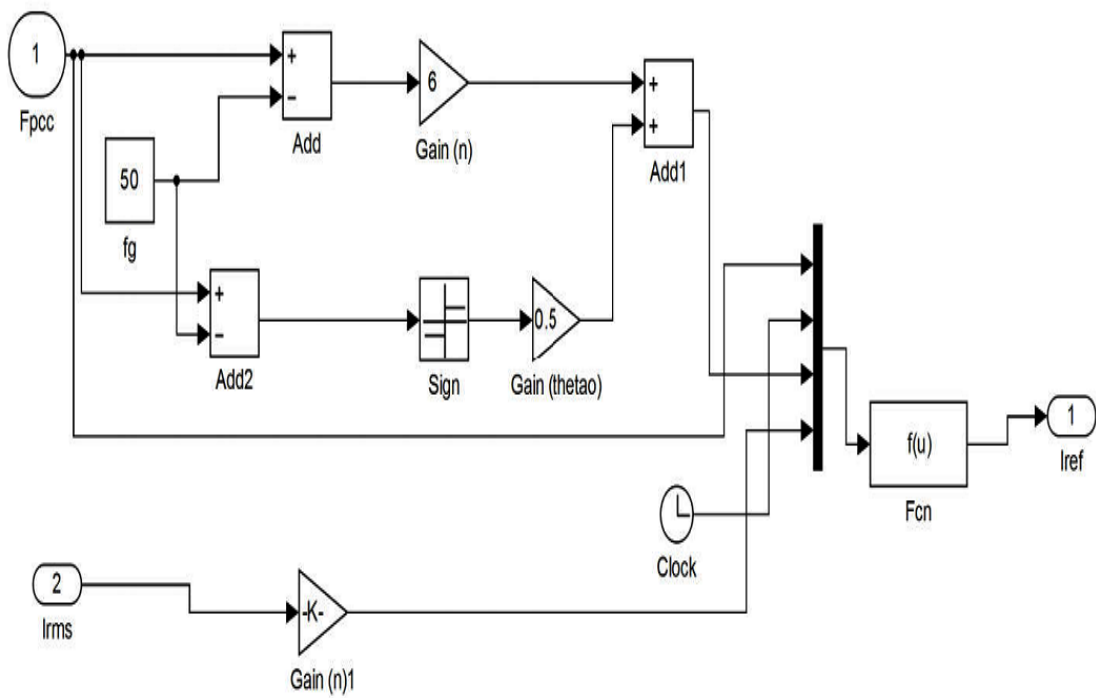 1
Fpcc
+
−
Add
6
Gain (n)
+
+
Add1
50
fg
+
−
Add2
Sign
0.5
Gain (thetao)
f(u)
Fcn
1
Iref
Clock
2
Irms
-K-
Gain (n)1